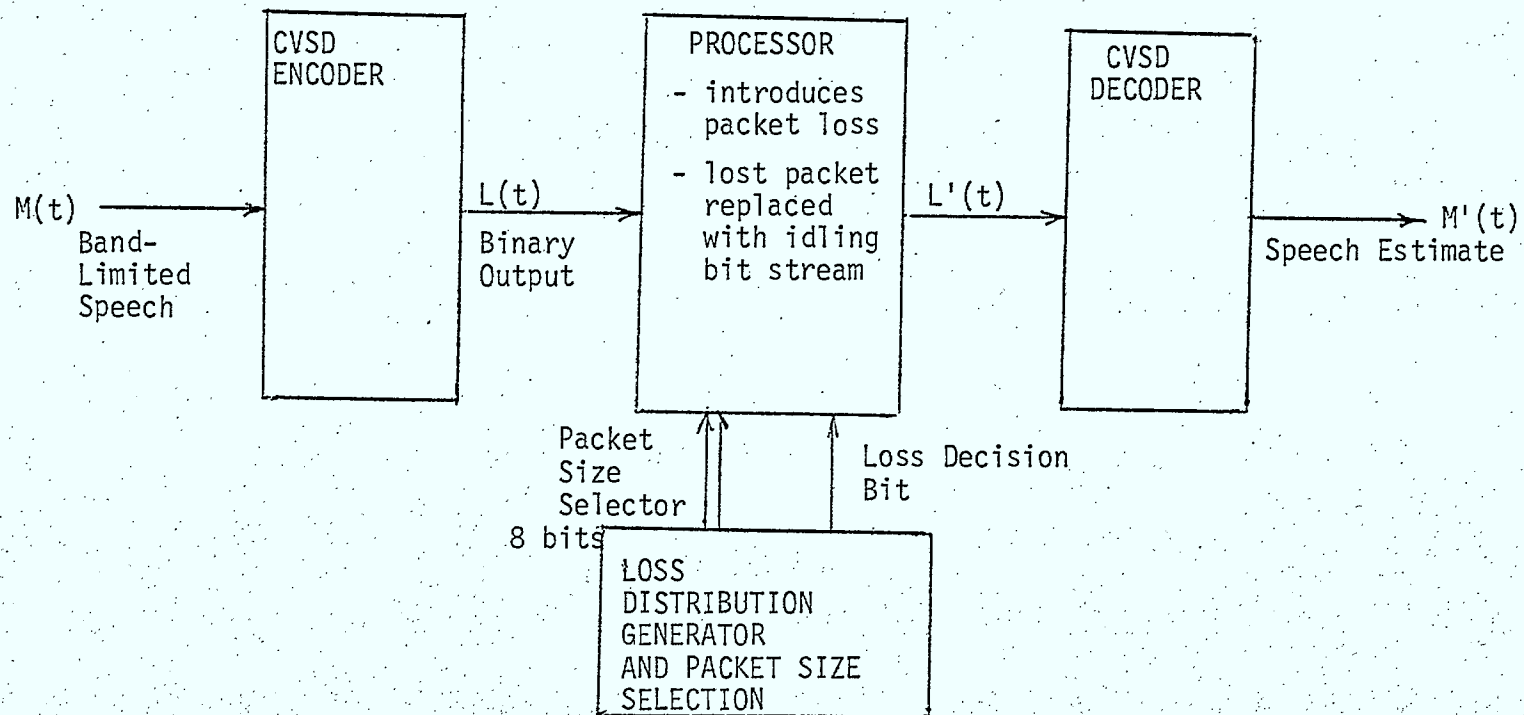 CVSD
ENCODER
PROCESSOR
- introduces
packet loss
- lost packet
replaced
with idling
bit stream
CVSD
DECODER
M(t)
Band-
Limited
Speech
L(t)
Binary
Output
L'(t)
M'(t)
Speech Estimate
Packet
Size
Selector
8 bits
Loss Decision
Bit
LOSS
DISTRIBUTION
GENERATOR
AND PACKET SIZE
SELECTION